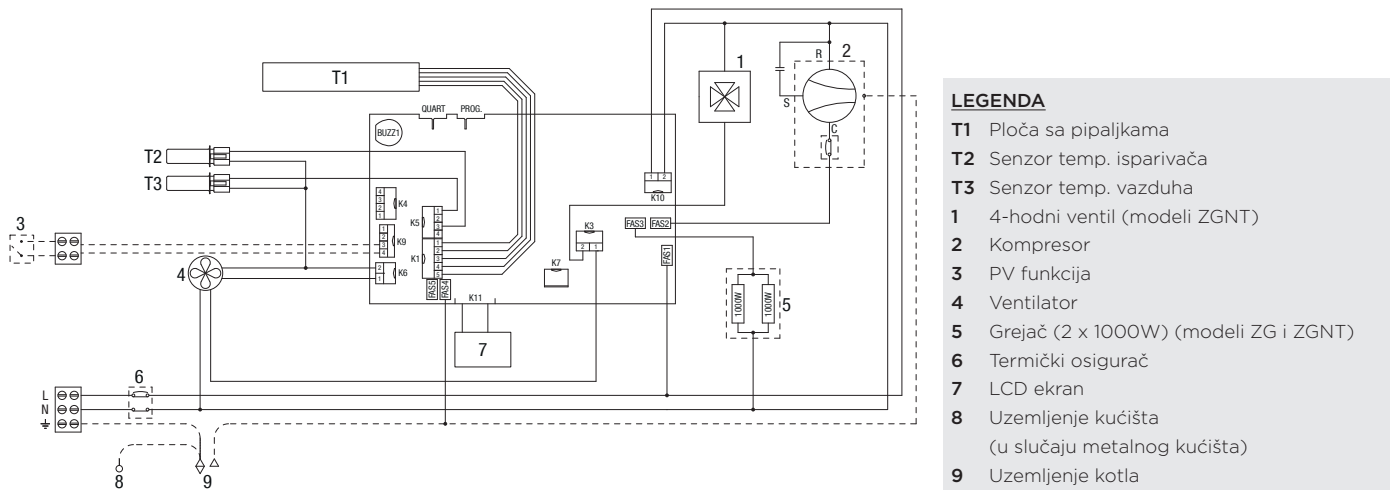 1
R
2
S
C
T1
QUART
PROG.
BUZZ1
T2
T3
4
3
2
1
K4
1
2
3
4
K5
1
2
K10
3
1
2
3
4
K9
1
2
3
4
5
K1
K3
2
1
FAS3
FAS2
FAS1
K7
4
2
1
K6
FAS5
FAS4
K11
1000W
1000W
5
7
6
L
N
8
9
LEGENDA
T1 Ploča sa pipaljkama
T2 Senzor temp. isparivača
T3 Senzor temp. vazduha
1 4-hodni ventil (modeli ZGNT)
2 Kompresor
3 PV funkcija
4 Ventilator
5 Grejač (2 x 1000W) (modeli ZG i ZGNT)
6 Termički osigurač
7 LCD ekran
8 Uzemljenje kućišta
(u slučaju metalnog kućišta)
9 Uzemljenje kotla